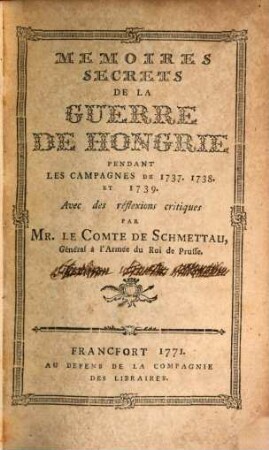 MEMOIRES
SECRETS
DE LA
GUERRE
DE HONGRIE
PENDANT
LES CAMPAGNES DE 1737. 1738.
ET 1739.
Avec des réflexions critiques
PAR
MR. LE COMTE DE SCHMETTAU,
Général à l'Armée du Roi de Prusse.
FRANCFORT 1771.
AU DEPENS DE LA COMPAGNIE
DES LIBRAIRES.